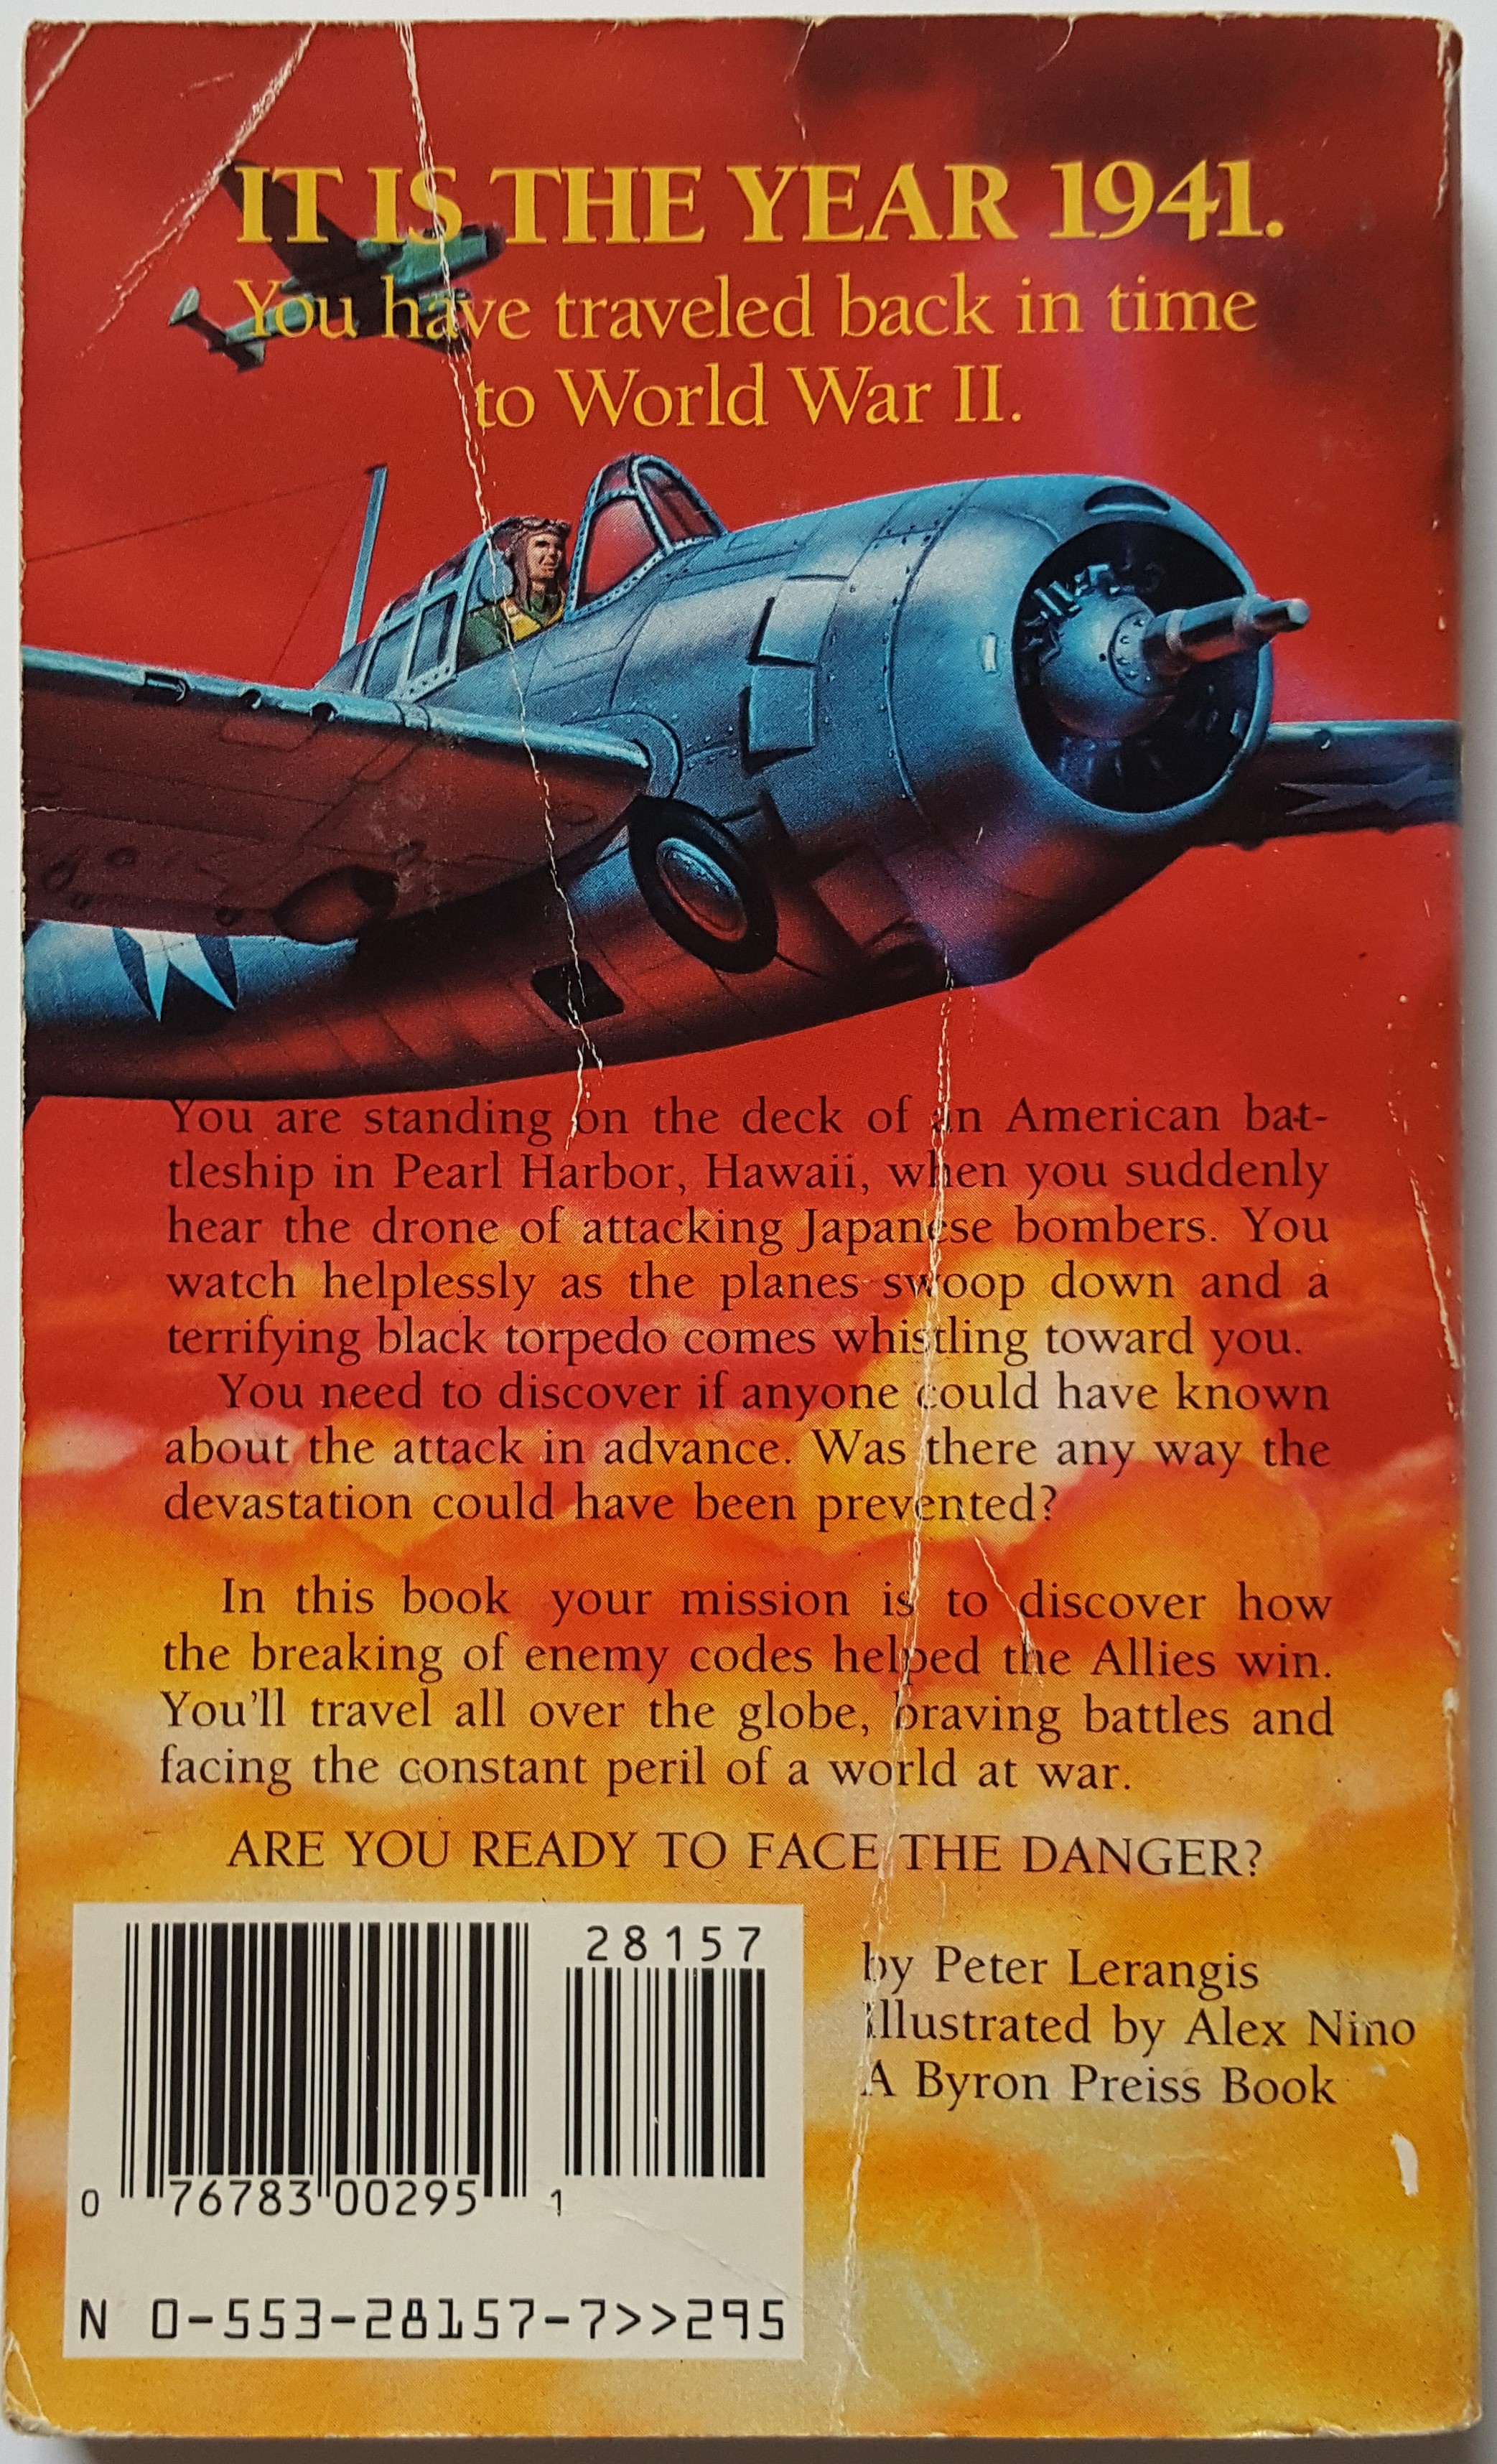 IT IS THE YEAR 1941.
You have traveled back in time
to World War II.
You are standing on the deck of an American bat-
tleship in Pearl Harbor, Hawaii, when you suddenly
hear the drone of attacking Japanese bombers. You
watch helplessly as the planes swoop down and a
terrifying black torpedo comes whistling toward you.
You need to discover if anyone could have known
about the attack in advance. Was there any way the
devastation could have been prevented?
In this book your mission is to discover how
the breaking of enemy codes helped the Allies win.
You'll travel all over the globe, braving battles and
facing the constant peril of a world at war.
ARE YOU READY TO FACE THE DANGER?
28157
by Peter Lerangis
illustrated by Alex Nino
A Byron Preiss Book
0 76783 00295 1
N 0-553-28157-7>>295